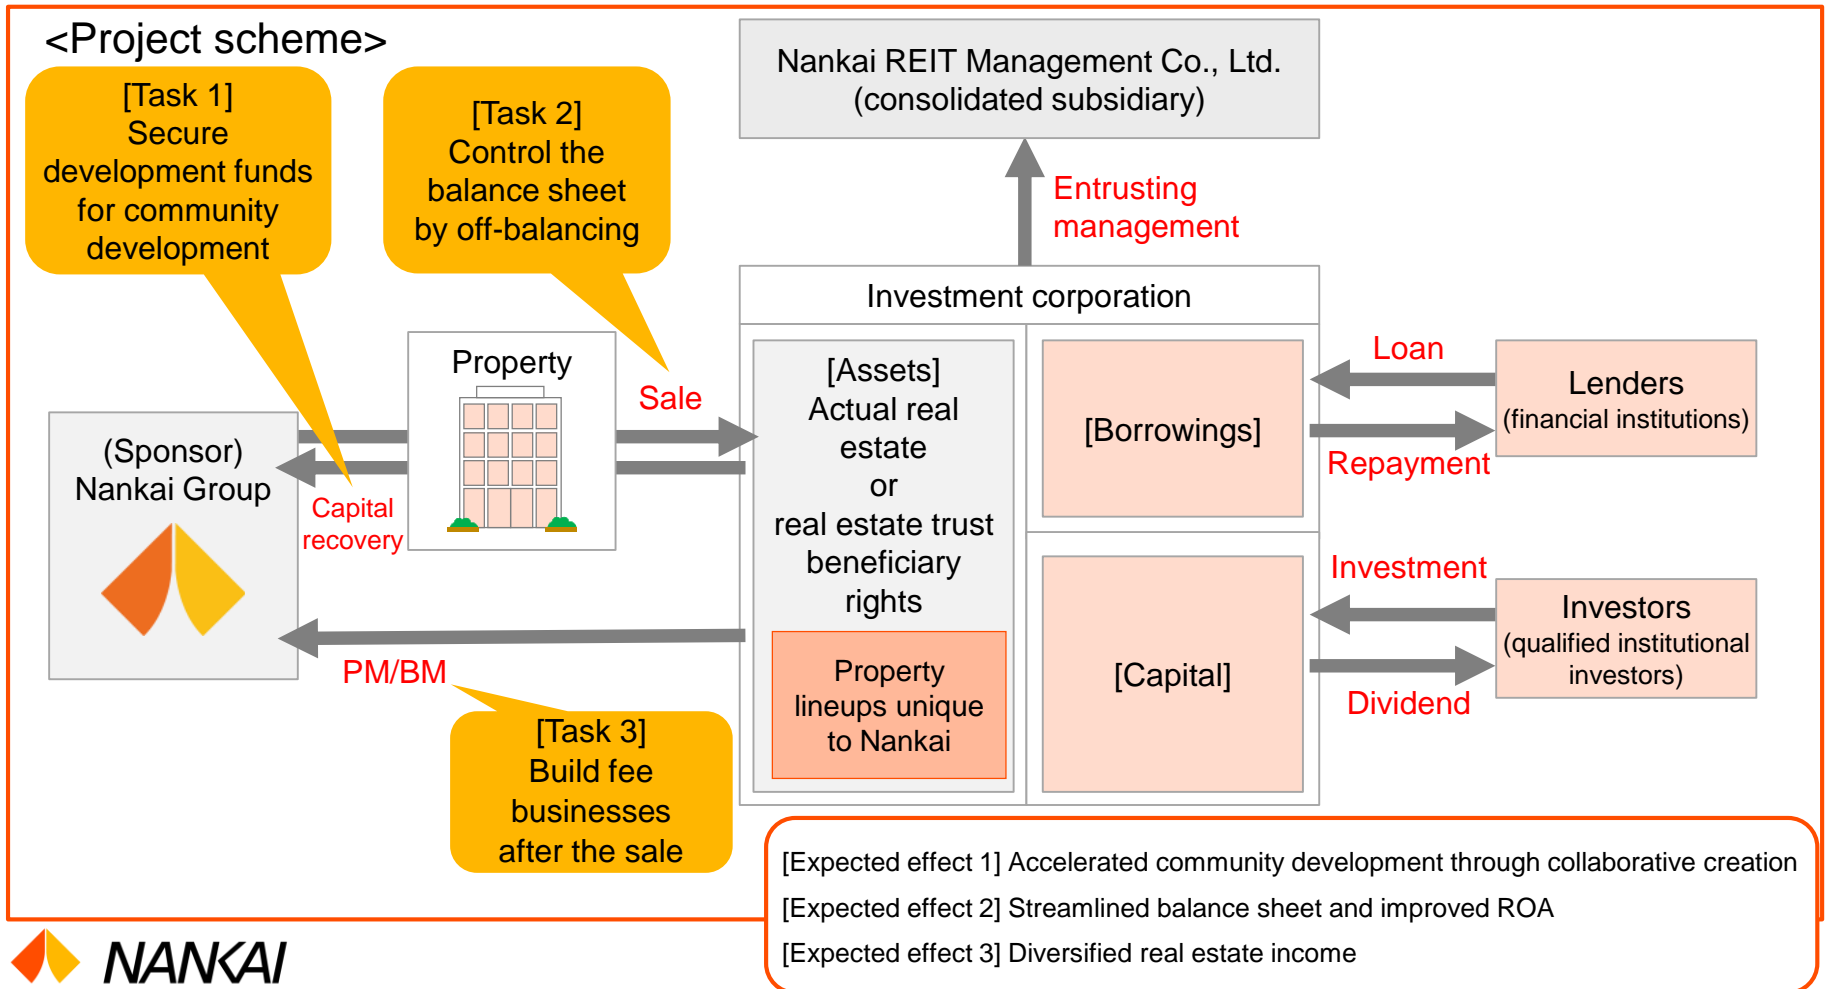 <Project scheme>
[Task 1]
Secure
development funds
for community
development
[Task 2]
Control the
balance sheet
by off-balancing
Nankai REIT Management Co., Ltd.
(consolidated subsidiary)
Entrusting
management
Investment corporation
Property
Sale
(Sponsor)
Nankai Group
Capital
recovery
PM/BM
[Task 3]
Build fee
businesses
after the sale
[Assets]
Actual real
estate
or
real estate trust
beneficiary
rights
Property
lineups unique
to Nankai
[Borrowings]
[Capital]
Loan
Repayment
Lenders
(financial institutions)
Investment
Dividend
Investors
(qualified institutional
investors)
[Expected effect 1] Accelerated community development through collaborative creation
[Expected effect 2] Streamlined balance sheet and improved ROA
[Expected effect 3] Diversified real estate income
NANKAI